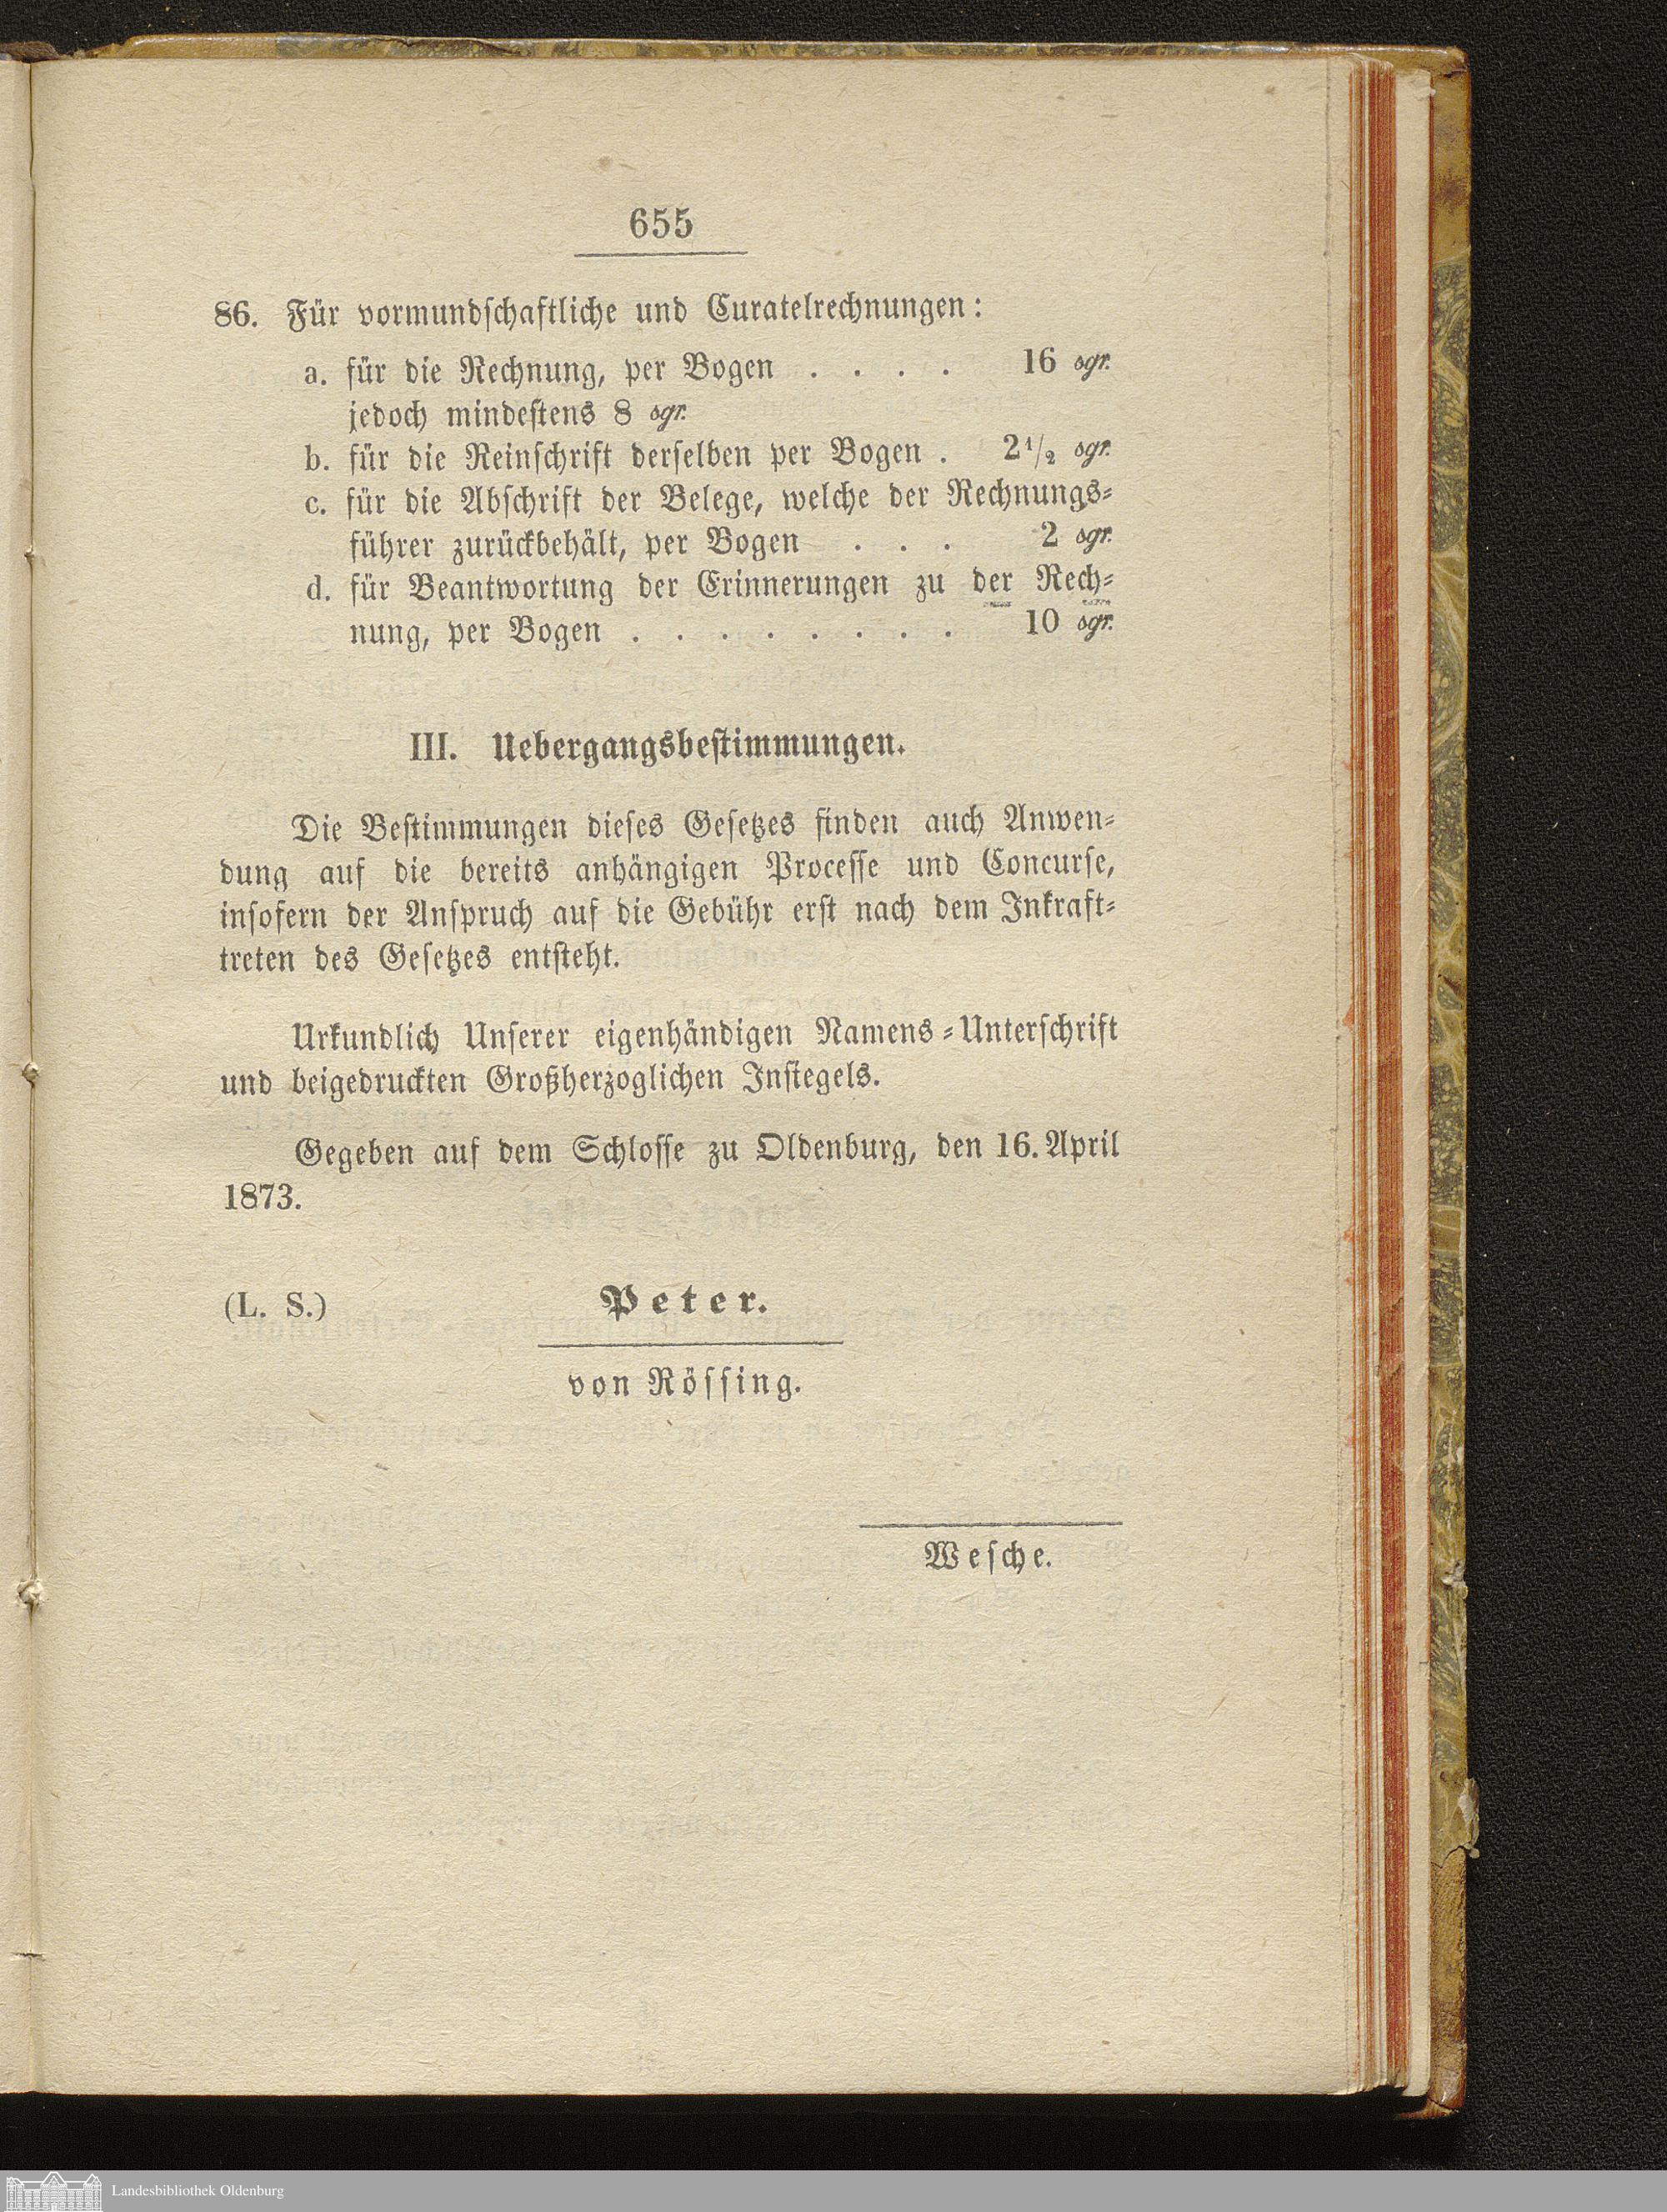 655
86. Für vormundschaftliche und Curatelrechnungen:
a. für die Rechnung, per Bogen . . . . 16 sgr.
jedoch mindestens 8 sgr.
b. für die Reinschrift derselben per Bogen . 2 1/2 sgr.
c. für die Abschrift der Belege, welche der Rechnungs-
führer zurückbehält, per Bogen . . . 2 sgr.
d. für Beantwortung der Erinnerungen zu der Rech-
nung, per Bogen . . . . . . . . 10 sgr.
III. Uebergangsbestimmungen.
Die Bestimmungen dieses Gesetzes finden auch Anwen-
dung auf die bereits anhängigen Processe und Concurse,
insofern der Anspruch auf die Gebühr erst nach dem Inkraft-
treten des Gesetzes entsteht.
Urkundlich Unserer eigenhändigen Namens-Unterschrift
und beigedruckten Großherzoglichen Insiegels.
Gegeben auf dem Schlosse zu Oldenburg, den 16. April
1873.
(L. S.) Peter.
von Rössing.
Wesche.
Landesbibliothek Oldenburg